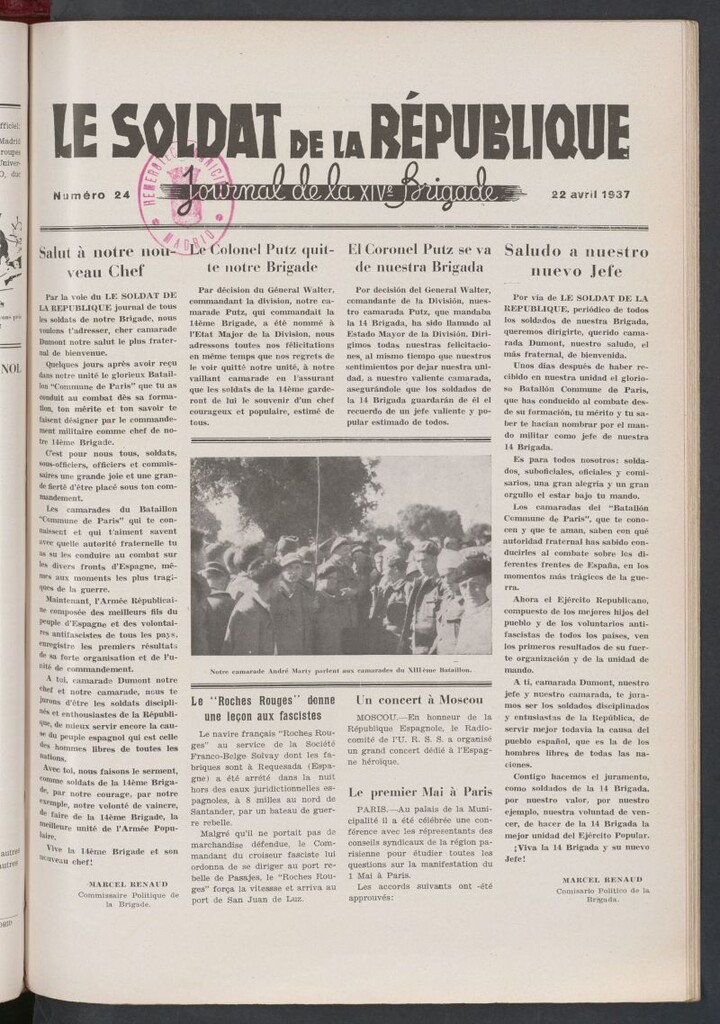 LE SOLDAT DE LA RÉPUBLIQUE
Journal de la XIVe Brigade
Numéro 24
22 avril 1937
HEMEROTECA MUNICIPAL
MADRID
Salut à notre nou-
veau Chef
Par la voie du LE SOLDAT DE
LA REPUBLIQUE journal de tous
les soldats de notre Brigade, nous
voulons t'adresser, cher camarade
Dumont notre salut le plus frater-
nal de bienvenue.
Quelques jours après avoir reçu
dans notre unité le glorieux Batail-
lon "Commune de Paris" que tu as
conduit au combat dès sa forma-
tion, ton mérite et ton savoir te
faisent désigner par le commande-
ment militaire comme chef de no-
tre 14ème Brigade.
C'est pour nous tous, soldats,
sous-officiers, officiers et commis-
saires une grande joie et une gran-
de fierté d'être placé sous ton com-
mandement.
Les camarades du Bataillon
"Commune de Paris" qui te con-
naissent et qui t'aiment savent
avec quelle autorité fraternelle tu
as su les conduire au combat sur
les divers fronts d'Espagne, mê-
mes aux moments les plus tragi-
ques de la guerre.
Maintenant, l'Armée Républicai-
ne composée des meilleurs fils du
peuple d'Espagne et des volontai-
res antifascistes de tous les pays,
enregistre les premiers résultats
de sa forte organisation et de l'u-
nité de commandement.
A toi, camarade Dumont notre
chef et notre camarade, nous te
jurons d'être les soldats discipli-
nés et enthousiastes de la Républi-
que, de mieux servir encore la cau-
se du peuple espagnol qui est celle
des hommes libres de toutes les
nations.
Avec toi, nous faisons le serment,
comme soldats de la 14ème Briga-
de, par notre courage, par notre
exemple, notre volonté de vaincre,
de faire de la 14ème Brigade, la
meilleure unité de l'Armée Popu-
laire.
Vive la 14ème Brigade et son
nouveau chef!
MARCEL RENAUD
Commissaire Politique de
la Brigade.
Le Colonel Putz quit-
te notre Brigade
Par décision du Général Walter,
commandant la division, notre ca-
marade Putz, qui commandait la
14ème Brigade, a été nommé à
l'Etat Major de la Division, nous
adressons toutes nos félicitations
en même temps que nos regrets de
le voir quitté notre unité, à notre
vaillant camarade en l'assurant
que les soldats de la 14ème garde-
ront de lui le souvenir d'un chef
courageux et populaire, estimé de
tous.
El Coronel Putz se va
de nuestra Brigada
Por decisión del General Walter,
comandante de la División, nues-
tro camarada Putz, que mandaba
la 14 Brigada, ha sido llamado al
Estado Mayor de la División. Diri-
gimos todas nuestras felicitacio-
nes, al mismo tiempo que nuestros
sentimientos por dejar nuestra uni-
dad, a nuestro valiente camarada,
asegurándole que los soldados de
la 14 Brigada guardarán de él el
recuerdo de un jefe valiente y po-
pular estimado de todos.
Notre camarade André Marty parlent aux camarades du XIIIème Bataillon.
Le "Roches Rouges" donne
une leçon aux fascistes
Le navire français "Roches Rou-
ges" au service de la Société
Franco-Belge Solvay dont les fa-
briques sont à Requesada (Espa-
gne) a été arrêté dans la nuit
hors des eaux juridictionnelles es-
pagnoles, à 8 milles au nord de
Santander, par un bateau de gue-
rre rebelle.
Malgré qu'il ne portait pas de
marchandise défendue, le Com-
mandant du croiseur fasciste lui
ordonna de se diriger au port re-
belle de Pasajes, le "Roches Rou-
ges" força la vitesse et arriva au
port de San Juan de Luz.
Un concert à Moscou
MOSCOU.—En honneur de la
République Espagnole, le Radio-
comité de l'U. R. S. S. a organisé
un grand concert dédié à l'Espag-
ne héroïque.
Le premier Mai à Paris
PARIS.—Au palais de la Muni-
cipalité il a été célébrée une con-
férence avec les répresentants des
conseils syndicaux de la région pa-
risienne pour étudier toutes les
questions sur la manifestation du
1 Mai à Paris.
Les accords suivants ont -été
approuvés:
Saludo a nuestro
nuevo Jefe
Por vía de LE SOLDAT DE LA
REPUBLIQUE, periódico de todos
los soldados de nuestra Brigada,
queremos dirigirte, querido cama-
rada Dumont, nuestro saludo, el
más fraternal, de bienvenida.
Unos días después de haber re-
cibido en nuestra unidad el glorio-
so Batallón Commune de Paris,
que has conducido al combate des-
de su formación, tu mérito y tu sa-
ber te hacían nombrar por el man-
do militar como jefe de nuestra
14 Brigada.
Es para todos nosotros: solda-
dos, suboficiales, oficiales y comi-
sarios, una gran alegría y un gran
orgullo el estar bajo tu mando.
Los camaradas del "Batallón
Commune de Paris", que te cono-
cen y que te aman, saben con qué
autoridad fraternal has sabido con-
ducirles al combate sobre los di-
ferentes frentes de España, en los
momentos más trágicos de la gue-
rra.
Ahora el Ejército Republicano,
compuesto de los mejores hijos del
pueblo y de los voluntarios anti-
fascistas de todos los países, ven
los primeros resultados de su fuer-
te organización y de la unidad de
mando.
A ti, camarada Dumont, nuestro
jefe y nuestro camarada, te jura-
mos ser los soldados disciplinados
y entusiastas de la República, de
servir mejor todavía la causa del
pueblo español, que es la de los
hombres libres de todas las na-
ciones.
Contigo hacemos el juramento,
como soldados de la 14 Brigada,
por nuestro valor, por nuestro
ejemplo, nuestra voluntad de ven-
cer, de hacer de la 14 Brigada la
mejor unidad del Ejército Popular.
¡Viva la 14 Brigada y su nuevo
Jefe!
MARCEL RENAUD
Comisario Político de la
Brigada.